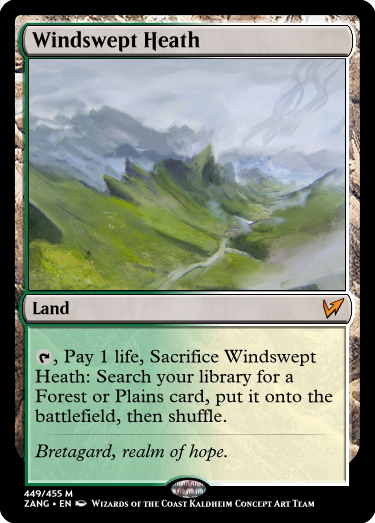 Windswept Heath
Land
, Pay 1 life, Sacrifice Windswept
Heath: Search your library for a
Forest or Plains card, put it onto the
battlefield, then shuffle.
Bretagard, realm of hope.
449/455 M
ZANG • EN Wizards of the Coast Kaldheim Concept Art Team